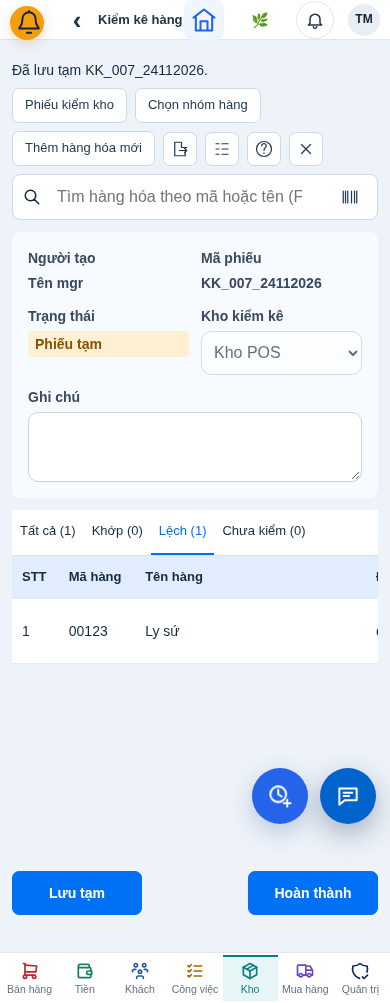 Kiểm kê hàng
TM
Đã lưu tạm KK_007_24112026.
Phiếu kiểm kho
Chọn nhóm hàng
Thêm hàng hóa mới
Tìm hàng hóa theo mã hoặc tên (F
Người tạo
Mã phiếu
Tên mgr
KK_007_24112026
Trạng thái
Kho kiểm kê
Phiếu tạm
Kho POS
Ghi chú
Tất cả (1) Khớp (0) Lệch (1) Chưa kiểm (0)
STT Mã hàng Tên hàng
1 00123 Ly sứ
Lưu tạm
Hoàn thành
Bán hàng Tiền Khách Công việc Kho Mua hàng Quản trị